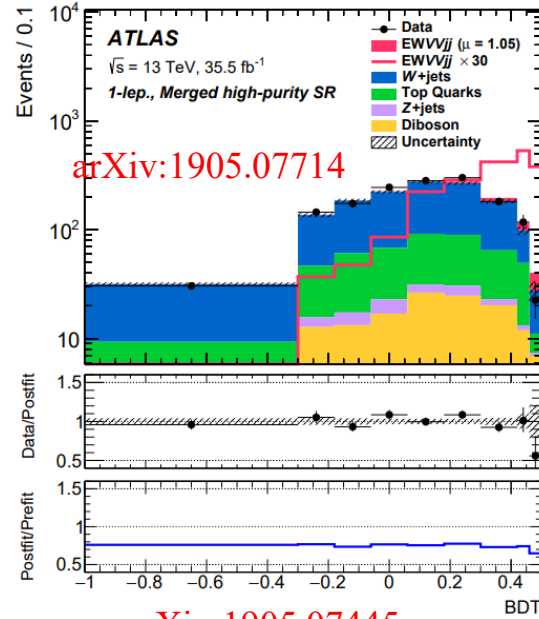 10⁴
ATLAS
√s = 13 TeV, 35.5 fb⁻¹
1-lep., Merged high-purity SR
Data
EWVVjj (μ = 1.05)
EWVVjj × 30
W+jets
Top Quarks
Z+jets
Diboson
Uncertainty
Events / 0.1
10³
arXiv:1905.07714
10²
10
1.5
1
0.5
Data/Postfit
1.5
1
0.5
Postfit/Prefit
−1 −0.8 −0.6 −0.4 −0.2 0 0.2 0.4
BDT
1905.07445